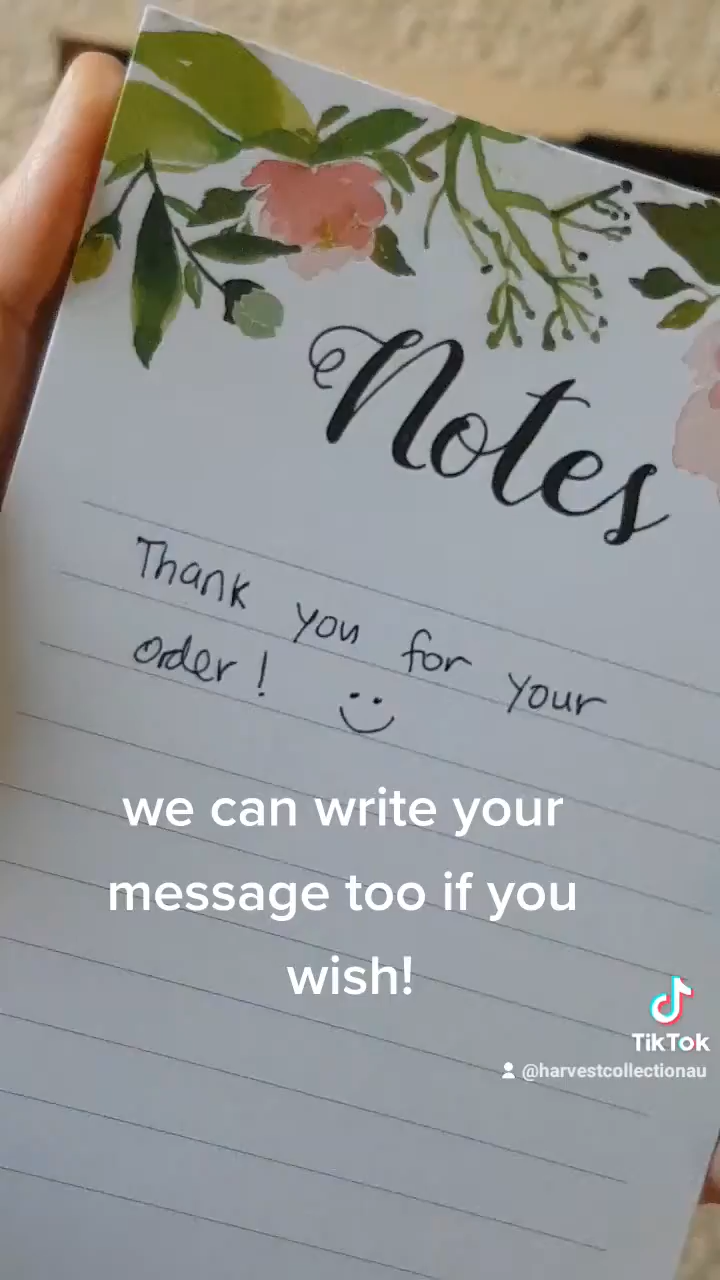 Notes
Thank you for your
order! :)
we can write your
message too if you
wish!
TikTok
@harvestcollectionau